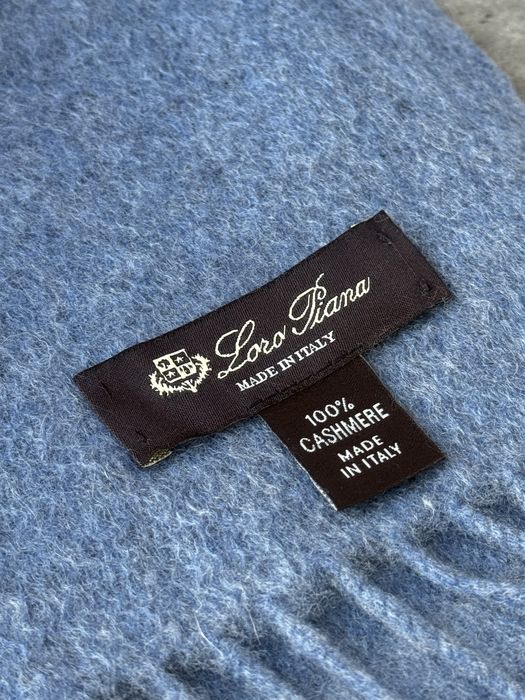 Loro Piana
MADE IN ITALY
100%
CASHMERE
MADE
IN ITALY